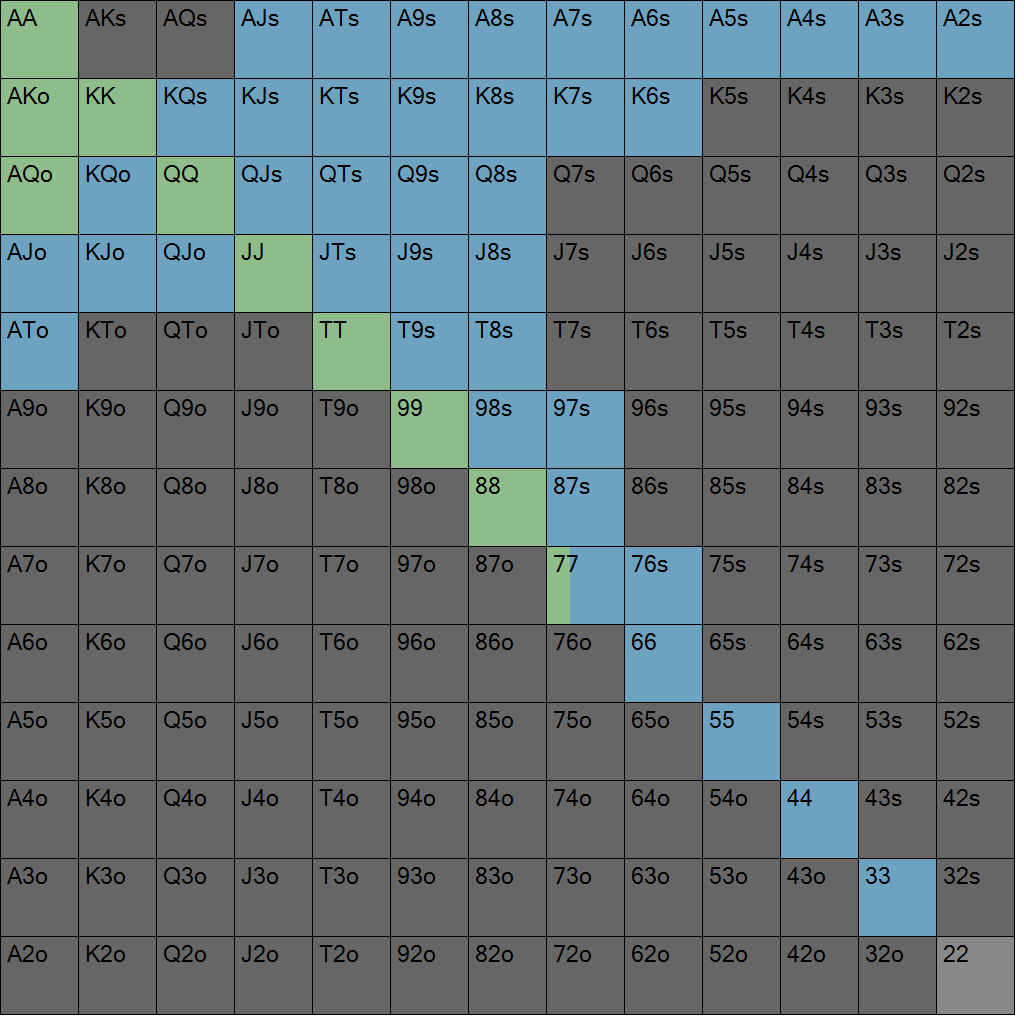 AA AKs AQs AJs ATs A9s A8s A7s A6s A5s A4s A3s A2s
AKo KK KQs KJs KTs K9s K8s K7s K6s K5s K4s K3s K2s
AQo KQo QQ QJs QTs Q9s Q8s Q7s Q6s Q5s Q4s Q3s Q2s
AJo KJo QJo JJ JTs J9s J8s J7s J6s J5s J4s J3s J2s
ATo KTo QTo JTo TT T9s T8s T7s T6s T5s T4s T3s T2s
A9o K9o Q9o J9o T9o 99 98s 97s 96s 95s 94s 93s 92s
A8o K8o Q8o J8o T8o 98o 88 87s 86s 85s 84s 83s 82s
A7o K7o Q7o J7o T7o 97o 87o 77 76s 75s 74s 73s 72s
A6o K6o Q6o J6o T6o 96o 86o 76o 66 65s 64s 63s 62s
A5o K5o Q5o J5o T5o 95o 85o 75o 65o 55 54s 53s 52s
A4o K4o Q4o J4o T4o 94o 84o 74o 64o 54o 44 43s 42s
A3o K3o Q3o J3o T3o 93o 83o 73o 63o 53o 43o 33 32s
A2o K2o Q2o J2o T2o 92o 82o 72o 62o 52o 42o 32o 22